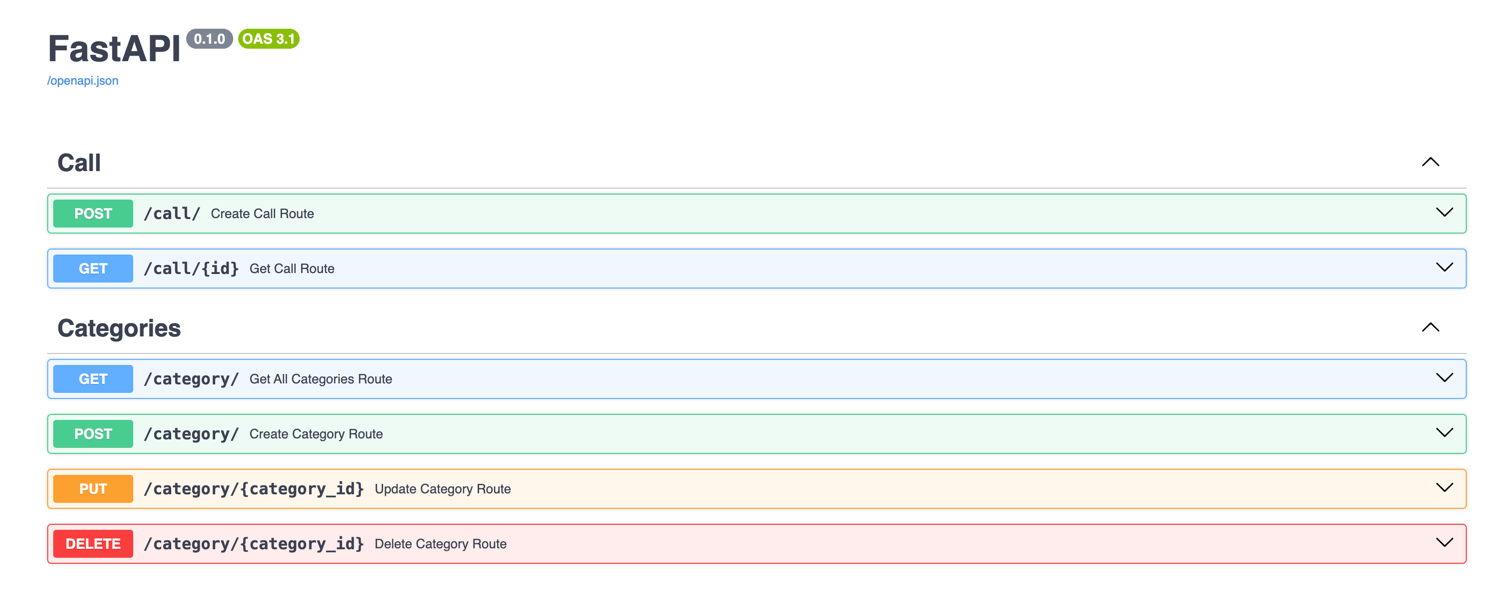 FastAPI 0.1.0 OAS 3.1
/openapi.json
Call
POST /call/ Create Call Route
GET /call/{id} Get Call Route
Categories
GET /category/ Get All Categories Route
POST /category/ Create Category Route
PUT /category/{category_id} Update Category Route
DELETE /category/{category_id} Delete Category Route